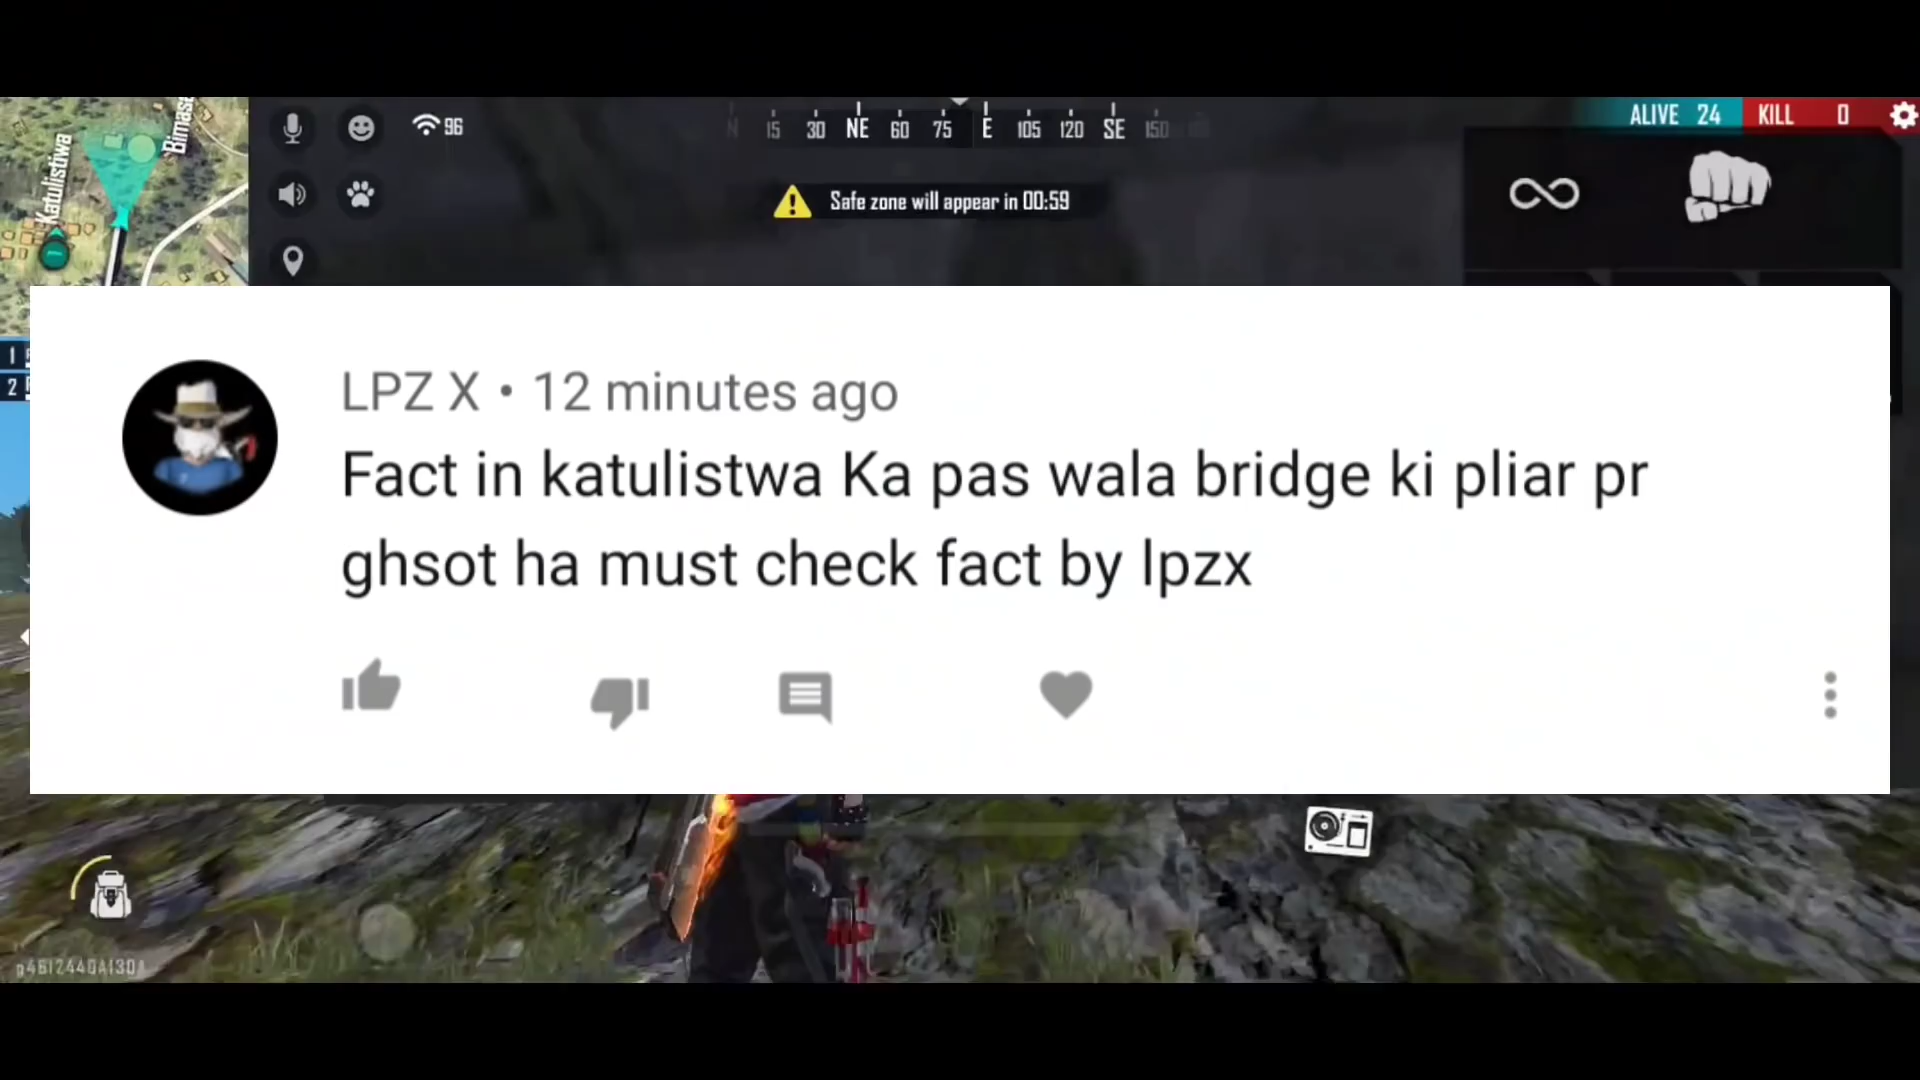 ALIVE 24 KILL 0
96
N 15 30 NE 60 75 E 105 120 SE 150
Katulistiwa
Safe zone will appear in 00:59
1
2
LPZ X • 12 minutes ago
Fact in katulistwa Ka pas wala bridge ki pliar pr
ghsot ha must check fact by lpzx